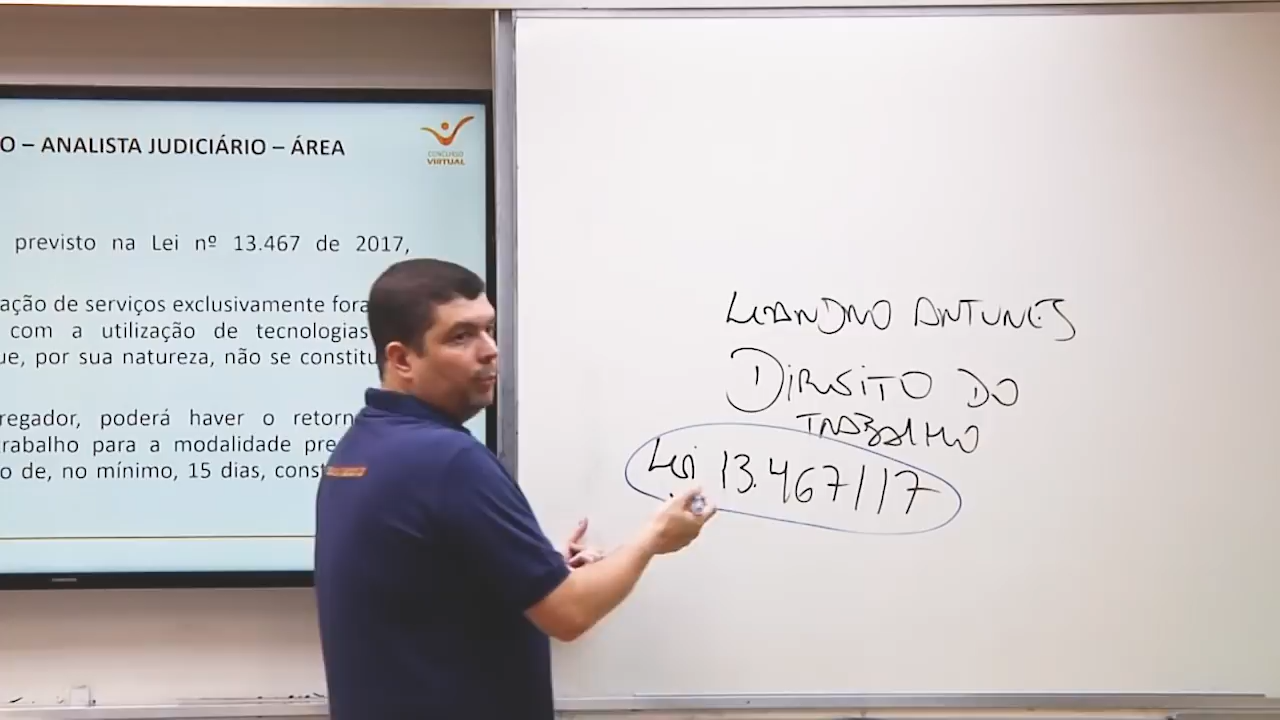 O – ANALISTA JUDICIÁRIO – ÁREA
CONCURSO
VIRTUAL
previsto na Lei nº 13.467 de 2017,
ação de serviços exclusivamente fora
com a utilização de tecnologias
ue, por sua natureza, não se constitu
regador, poderá haver o retorn
trabalho para a modalidade pre
o de, no mínimo, 15 dias, cons
LEANDRO ANTUNES
DIREITO DO
TRABALHO
Lei 13.467/17